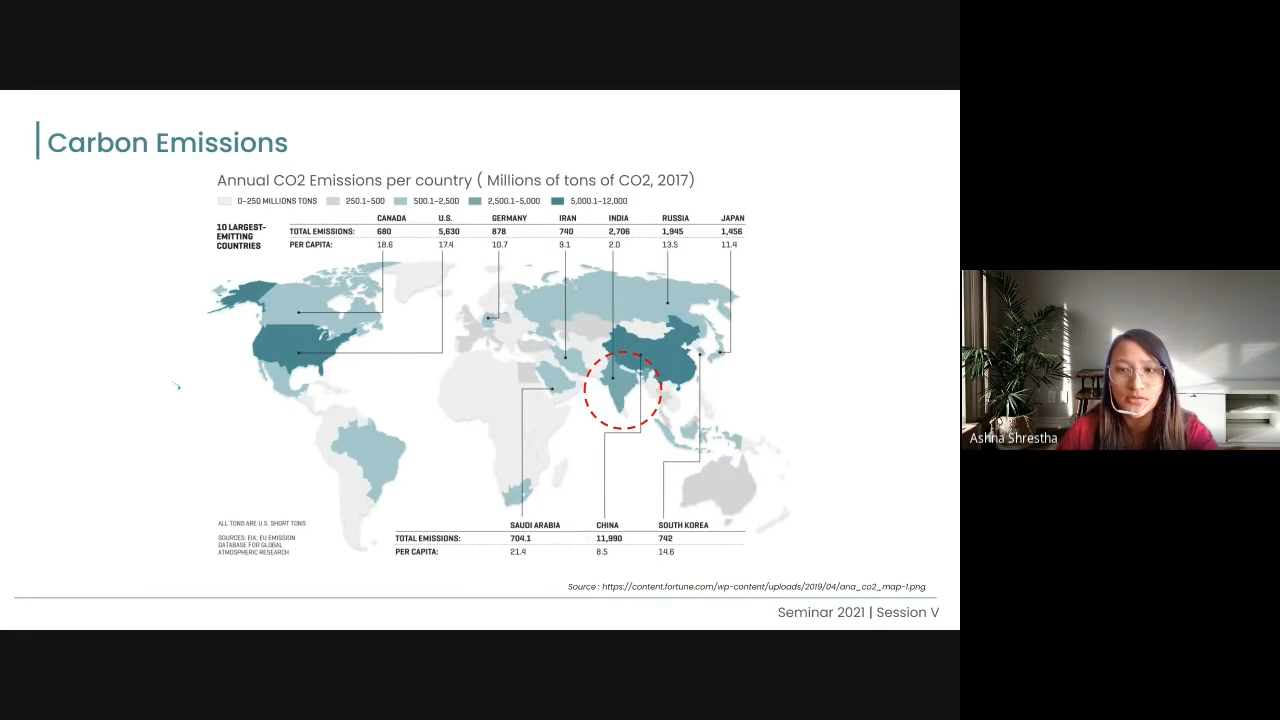 Carbon Emissions
Annual CO2 Emissions per country ( Millions of tons of CO2, 2017)
0–250 MILLIONS TONS 250.1–500 500.1–2,500 2,500.1–5,000 5,000.1–12,000
10 LARGEST-
EMITTING
COUNTRIES
CANADA U.S. GERMANY IRAN INDIA RUSSIA JAPAN
TOTAL EMISSIONS: 680 5,630 878 740 2,706 1,945 1,456
PER CAPITA: 18.6 17.4 10.7 9.1 2.0 13.5 11.4
Ashna Shrestha
ALL TONS ARE U.S. SHORT TONS
SOURCES: EIA; EU EMISSION
DATABASE FOR GLOBAL
ATMOSPHERIC RESEARCH
SAUDI ARABIA CHINA SOUTH KOREA
TOTAL EMISSIONS: 704.1 11,990 742
PER CAPITA: 21.4 8.5 14.6
Source : https://content.fortune.com/wp-content/uploads/2019/04/ana_co2_map-1.png
Seminar 2021 | Session V